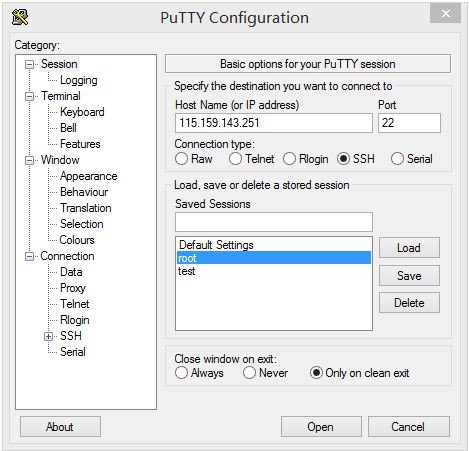 PuTTY Configuration
Category:
Session
Logging
Terminal
Keyboard
Bell
Features
Window
Appearance
Behaviour
Translation
Selection
Colours
Connection
Data
Proxy
Telnet
Rlogin
SSH
Serial
Basic options for your PuTTY session
Specify the destination you want to connect to
Host Name (or IP address) Port
115.159.143.251 22
Connection type:
Raw Telnet Rlogin SSH Serial
Load, save or delete a stored session
Saved Sessions
Default Settings
root
test
Load
Save
Delete
Close window on exit:
Always Never Only on clean exit
About Open Cancel